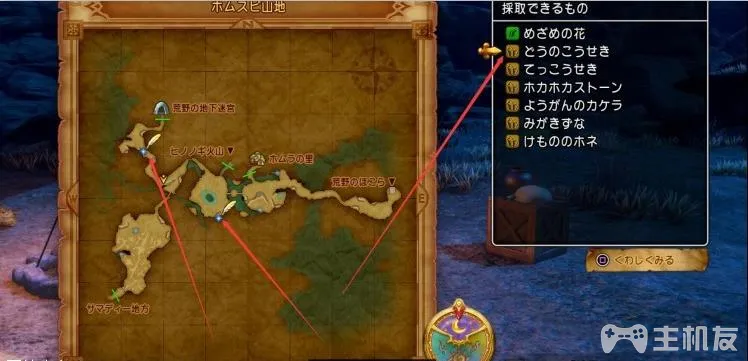 ホムスビ山地
荒野の地下迷宮
ヒノノギ火山▼
ホムラの里
荒野のほこら▼
W
E
サマディー地方
採取できるもの
めざめの花
どうのこうせき
てっこうせき
ホカホカストーン
ようがんのカケラ
みがきずな
けもののホネ
くわしくみる
主机友